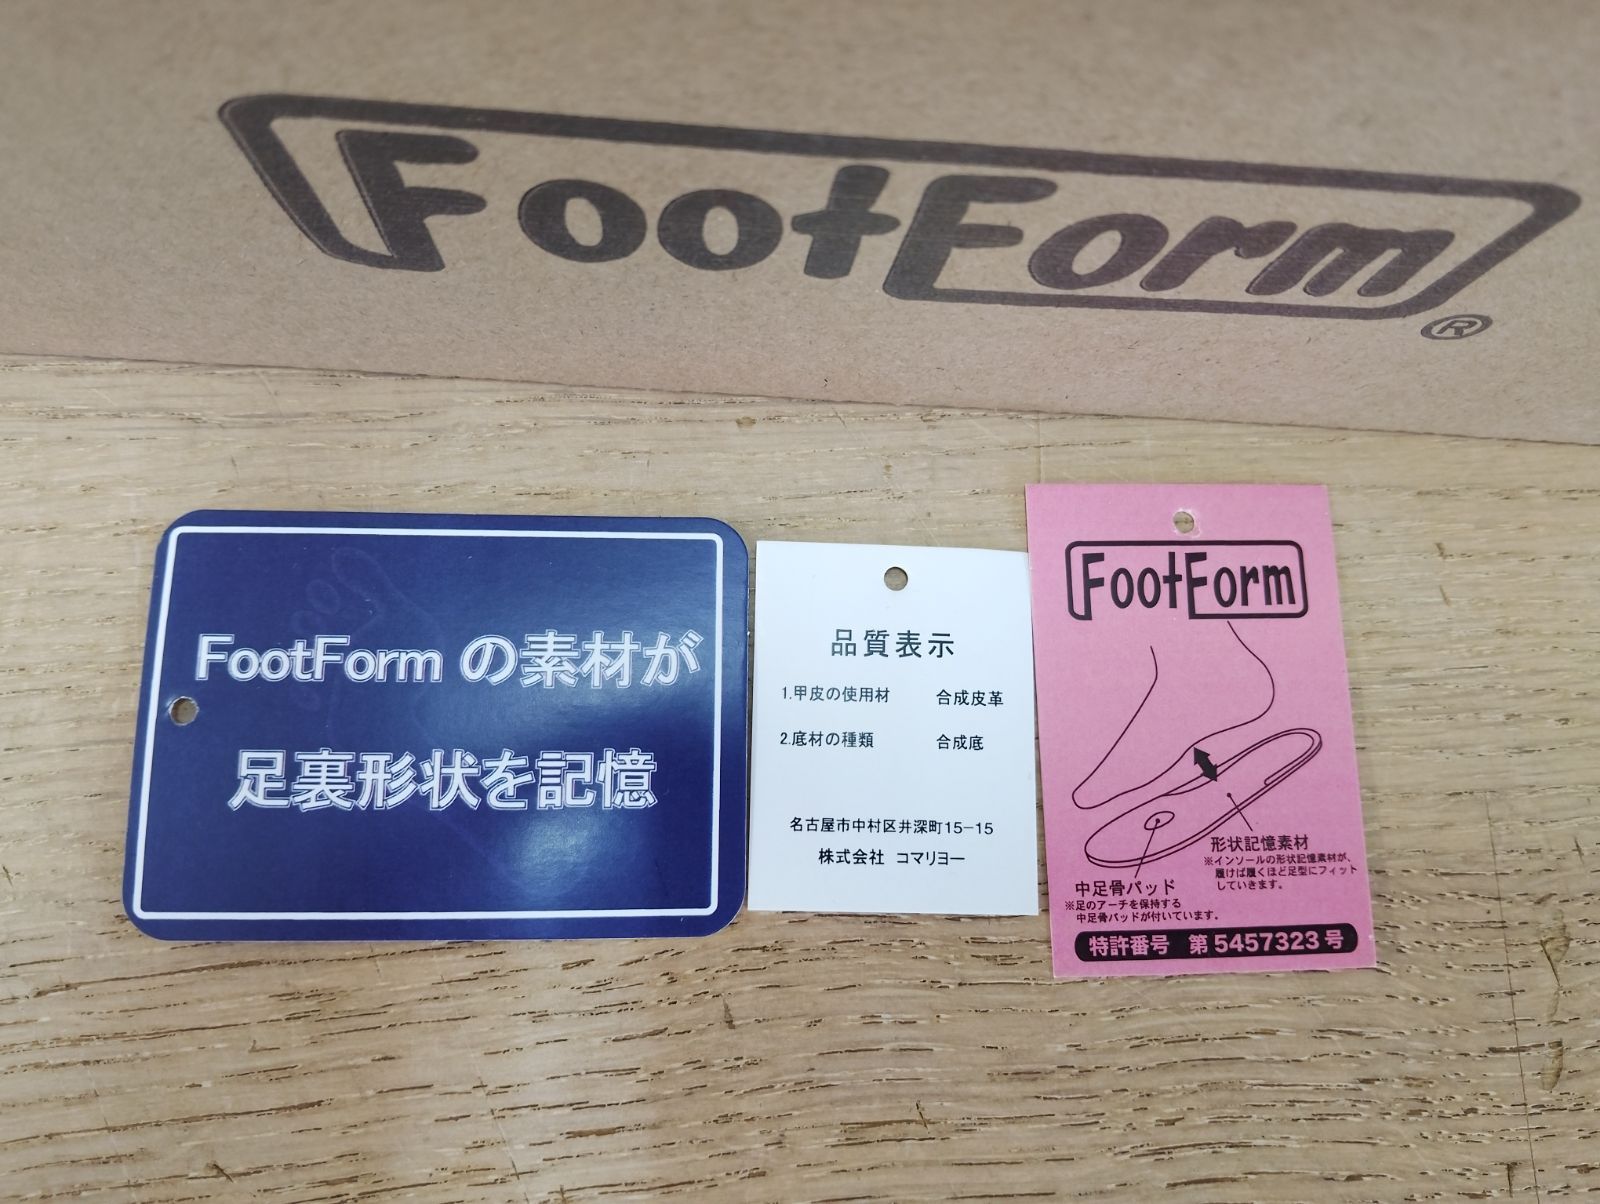 FootForm
®
FootForm の素材が
足裏形状を記憶
品質表示
1.甲皮の使用材 合成皮革
2.底材の種類 合成底
名古屋市中村区井深町15-15
株式会社 コマリヨー
FootForm
形状記憶素材
※インソールの形状記憶素材が、
履けば履くほど足型にフィット
していきます。
中足骨パッド
※足のアーチを保持する
中足骨パッドが付いています。
特許番号 第5457323号